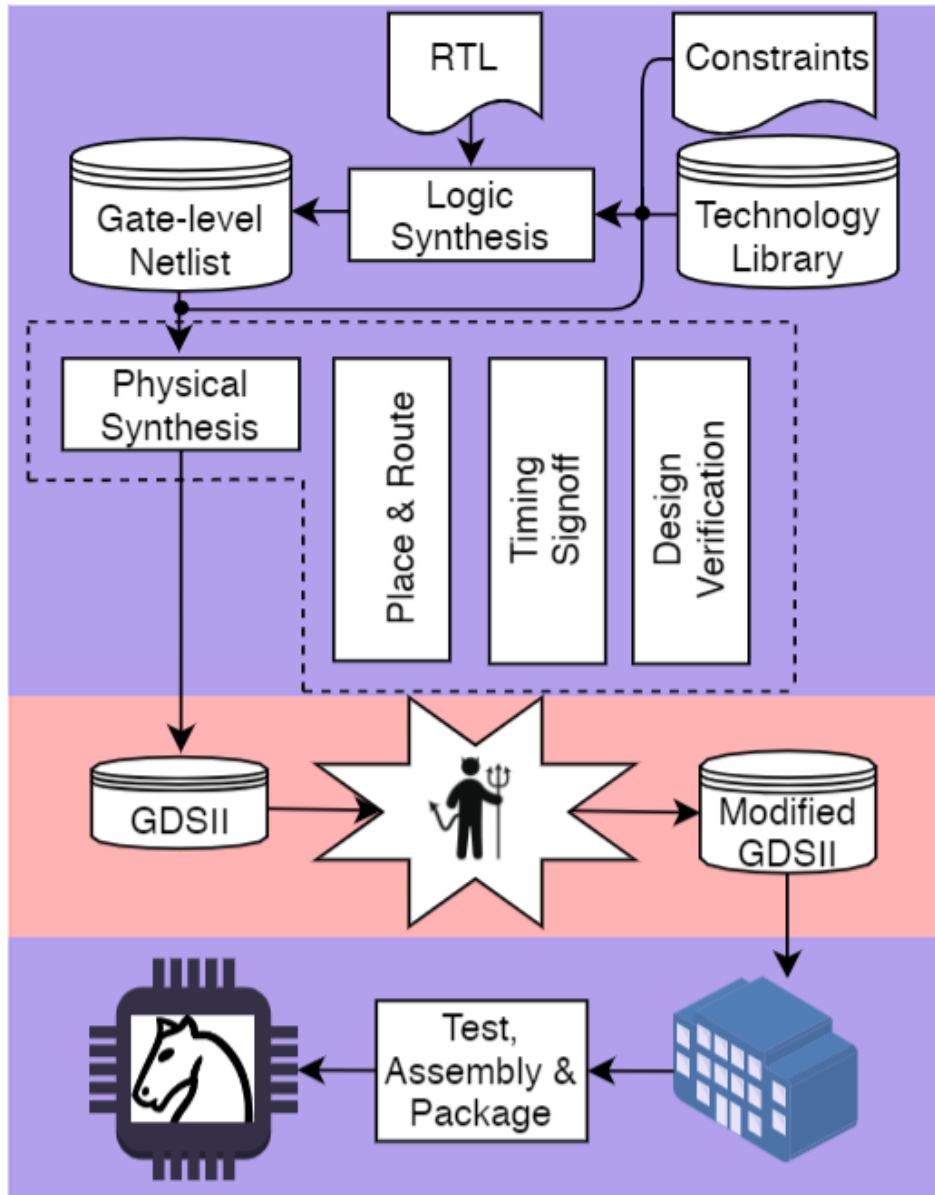 RTL
Constraints
Gate-level
Netlist
Logic
Synthesis
Technology
Library
Physical
Synthesis
Place & Route
Timing
Signoff
Design
Verification
GDSII
Modified
GDSII
Test,
Assembly &
Package